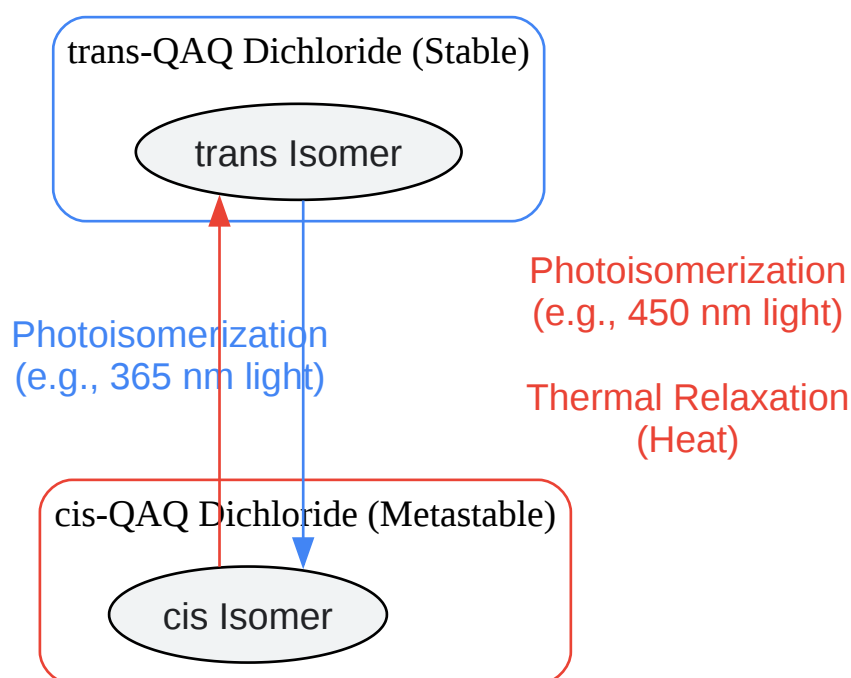 trans-QAQ Dichloride (Stable)
trans Isomer
Photoisomerization
(e.g., 450 nm light)
Photoisomerization
(e.g., 365 nm light)
Thermal Relaxation
(Heat)
cis-QAQ Dichloride (Metastable)
cis Isomer